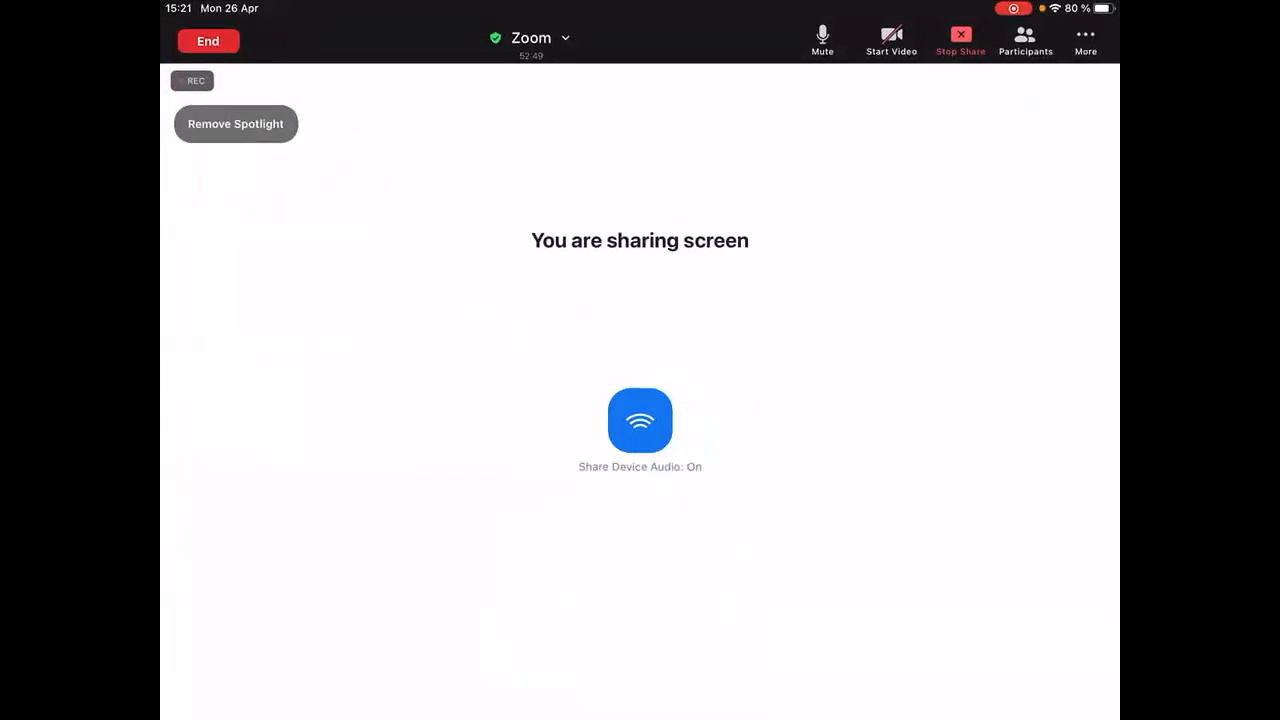 15:21 Mon 26 Apr
80 %
End
Zoom
52:49
Mute
Start Video
Stop Share
Participants
More
REC
Remove Spotlight
You are sharing screen
Share Device Audio: On